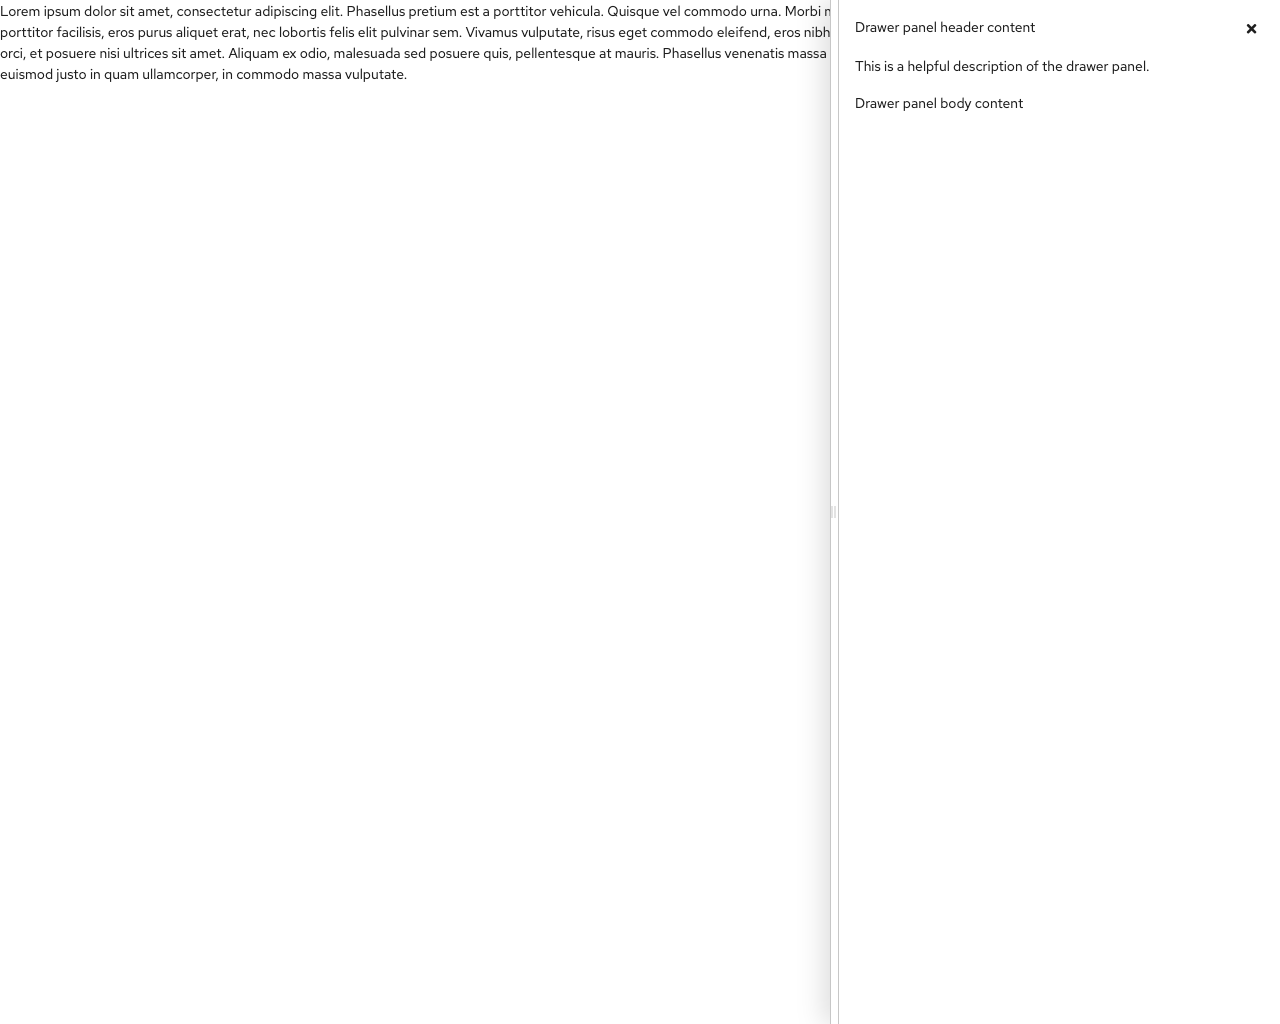 Lorem ipsum dolor sit amet, consectetur adipiscing elit. Phasellus pretium est a porttitor vehicula. Quisque vel commodo urna. Morbi
porttitor facilisis, eros purus aliquet erat, nec lobortis felis elit pulvinar sem. Vivamus vulputate, risus eget commodo eleifend, eros nibh
orci, et posuere nisi ultrices sit amet. Aliquam ex odio, malesuada sed posuere quis, pellentesque at mauris. Phasellus venenatis massa
euismod justo in quam ullamcorper, in commodo massa vulputate.
Drawer panel header content
This is a helpful description of the drawer panel.
Drawer panel body content